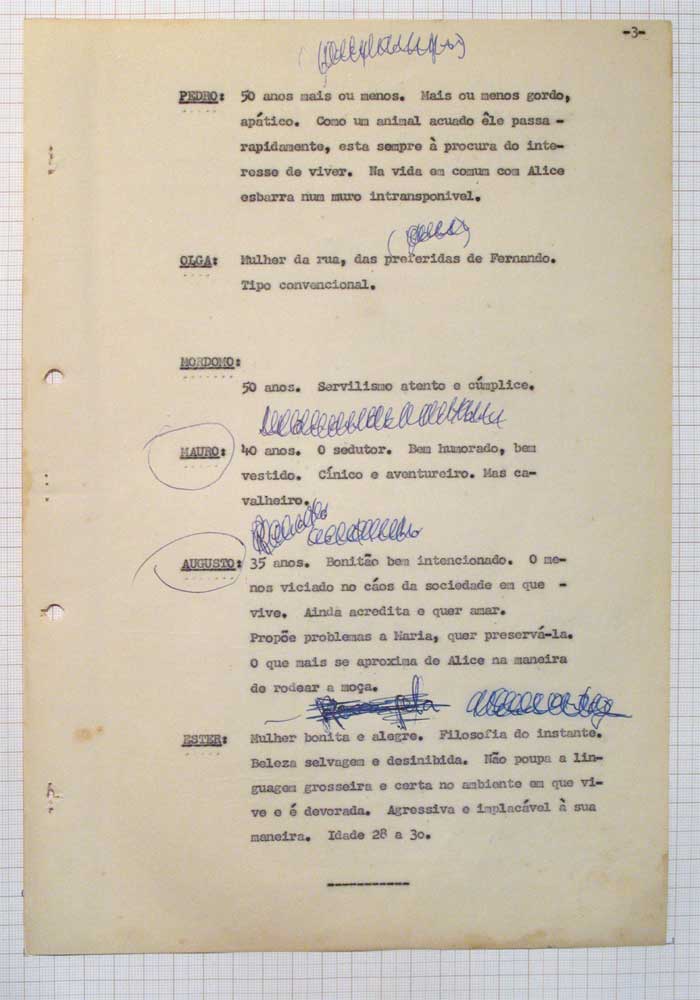 -3-
PEDRO: 50 anos mais ou menos. Mais ou menos gordo,
apático. Como um animal acuado êle passa -
rapidamente, esta sempre à procura do inte-
resse de viver. Na vida em comum com Alice
esbarra num muro intransponivel.
OLGA: Mulher da rua, das preferidas de Fernando.
Tipo convencional.
MORDOMO:
50 anos. Servilismo atento e cúmplice.
MAURO: 40 anos. O sedutor. Bem humorado, bem
vestido. Cínico e aventureiro. Mas ca-
valheiro.
AUGUSTO: 35 anos. Bonitão bem intencionado. O me-
nos viciado no cáos da sociedade em que -
vive. Ainda acredita e quer amar.
Propõe problemas a Maria, quer preservá-la.
O que mais se aproxima de Alice na maneira
de rodear a moça.
ESTER: Mulher bonita e alegre. Filosofia do instante.
Beleza selvagem e desinibida. Não poupa a lin-
guagem grosseira e certa no ambiente em que vi-
ve e é devorada. Agressiva e implacável à sua
maneira. Idade 28 a 30.